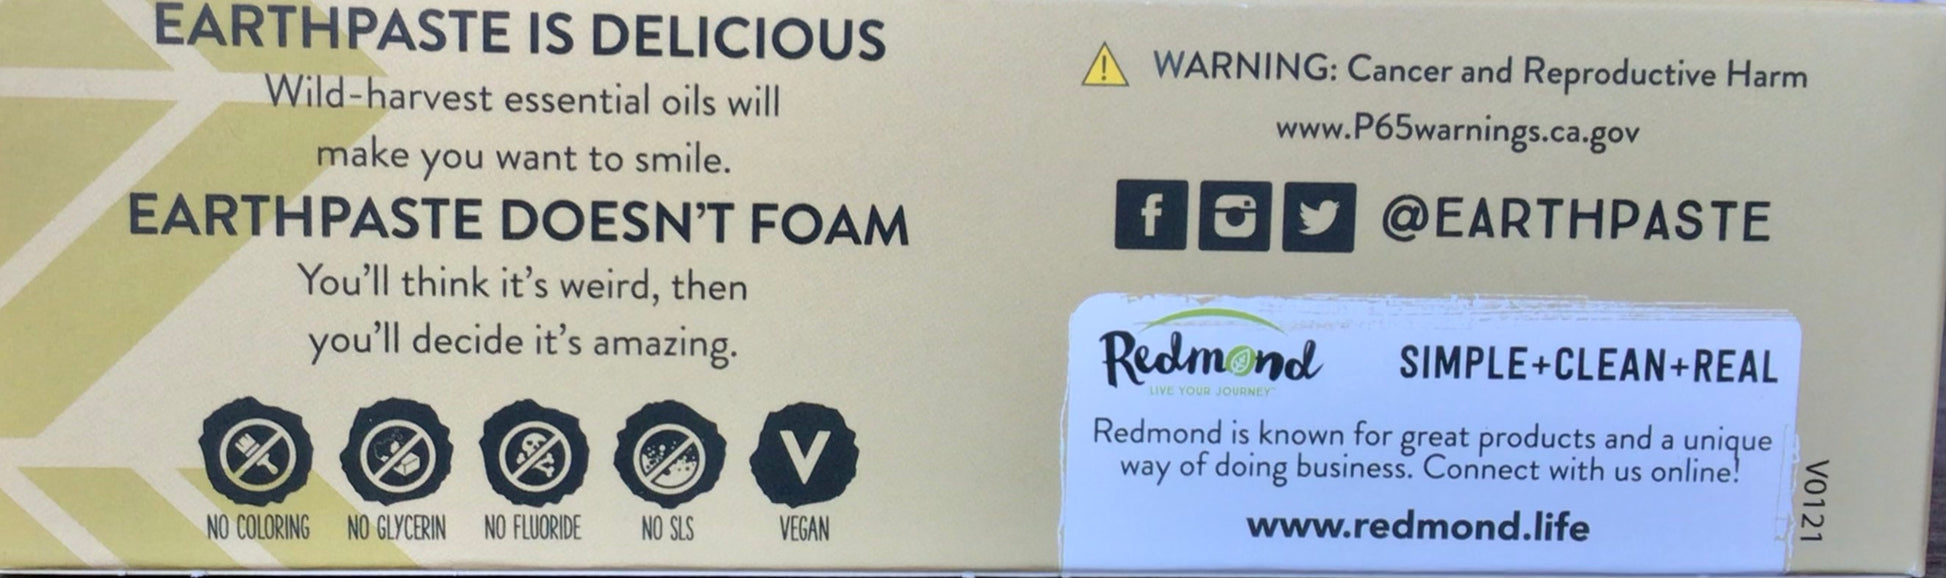 EARTHPASTE IS DELICIOUS
Wild-harvest essential oils will
make you want to smile.
EARTHPASTE DOESN'T FOAM
You'll think it's weird, then
you'll decide it's amazing.
NO COLORING NO GLYCERIN NO FLUORIDE NO SLS V VEGAN
WARNING: Cancer and Reproductive Harm
www.P65warnings.ca.gov
@EARTHPASTE
Redmond
LIVE YOUR JOURNEY™
SIMPLE+CLEAN+REAL
Redmond is known for great products and a unique
way of doing business. Connect with us online!
www.redmond.life
V0121